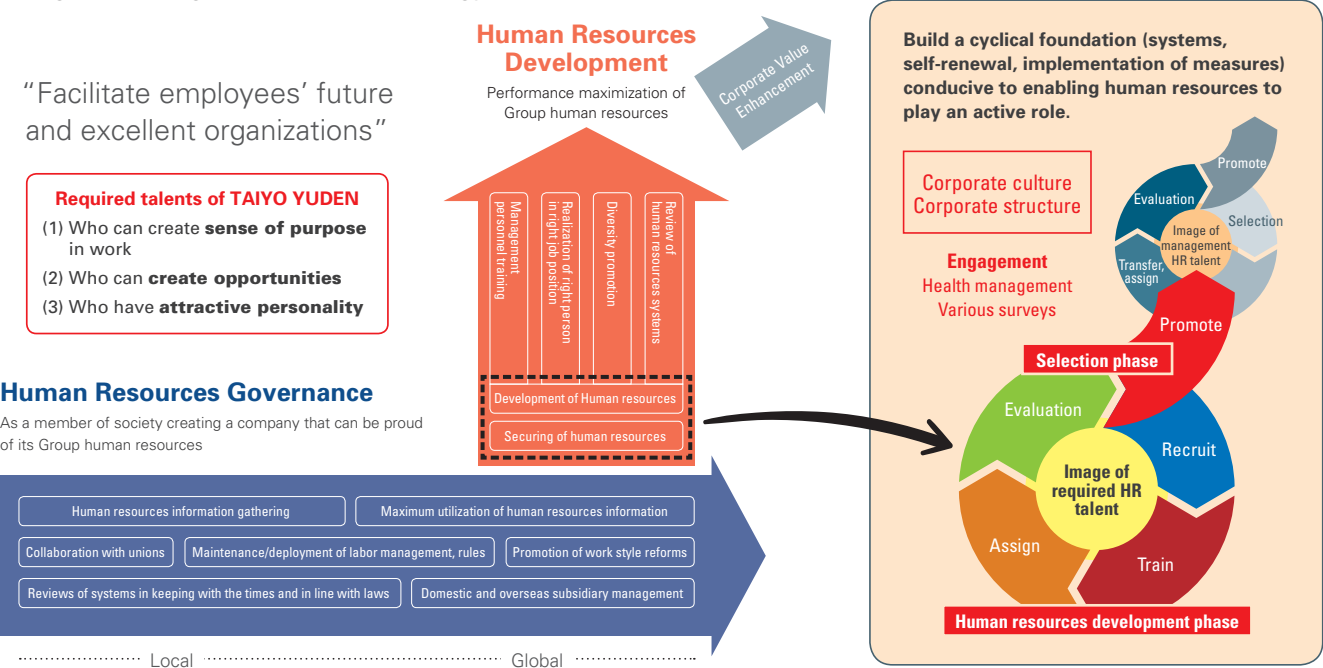 "Facilitate employees' future
and excellent organizations"
Required talents of TAIYO YUDEN
(1) Who can create sense of purpose
in work
(2) Who can create opportunities
(3) Who have attractive personality
Human Resources Governance
As a member of society creating a company that can be proud
of its Group human resources
Human resources information gathering
Maximum utilization of human resources information
Collaboration with unions
Maintenance/deployment of labor management, rules
Promotion of work style reforms
Reviews of systems in keeping with the times and in line with laws
Domestic and overseas subsidiary management
Local
Global
Human Resources
Development
Performance maximization of
Group human resources
Corporate Value
Enhancement
Management
personnel training
Realization of right person
in right job position
Diversity promotion
Review of
human resources systems
Development of Human resources
Securing of human resources
Build a cyclical foundation (systems,
self-renewal, implementation of measures)
conducive to enabling human resources to
play an active role.
Corporate culture
Corporate structure
Engagement
Health management
Various surveys
Promote
Evaluation
Selection
Image of
management
HR talent
Transfer,
assign
Promote
Selection phase
Evaluation
Recruit
Image of
required HR
talent
Assign
Train
Human resources development phase